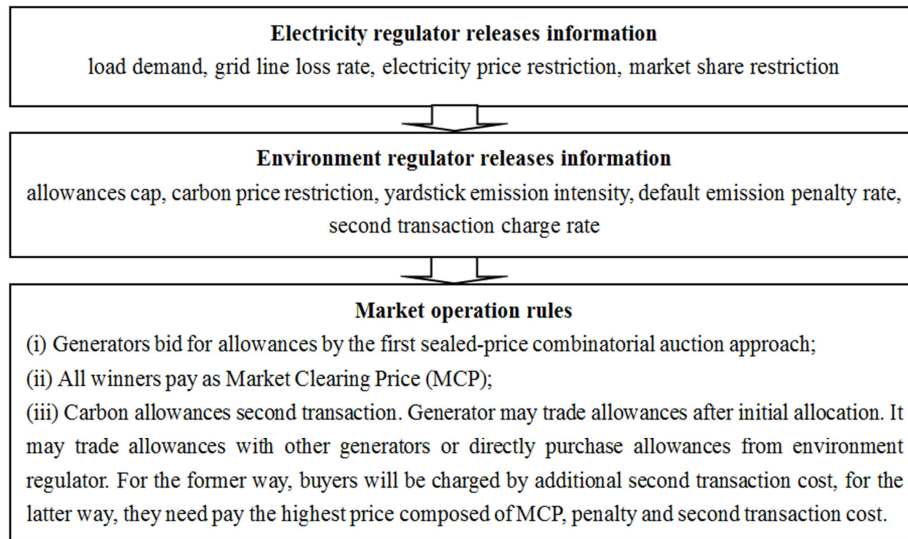 Electricity regulator releases information
load demand, grid line loss rate, electricity price restriction, market share restriction
Environment regulator releases information
allowances cap, carbon price restriction, yardstick emission intensity, default emission penalty rate,
second transaction charge rate
Market operation rules
(i) Generators bid for allowances by the first sealed-price combinatorial auction approach;
(ii) All winners pay as Market Clearing Price (MCP);
(iii) Carbon allowances second transaction. Generator may trade allowances after initial allocation. It
may trade allowances with other generators or directly purchase allowances from environment
regulator. For the former way, buyers will be charged by additional second transaction cost, for the
latter way, they need pay the highest price composed of MCP, penalty and second transaction cost.